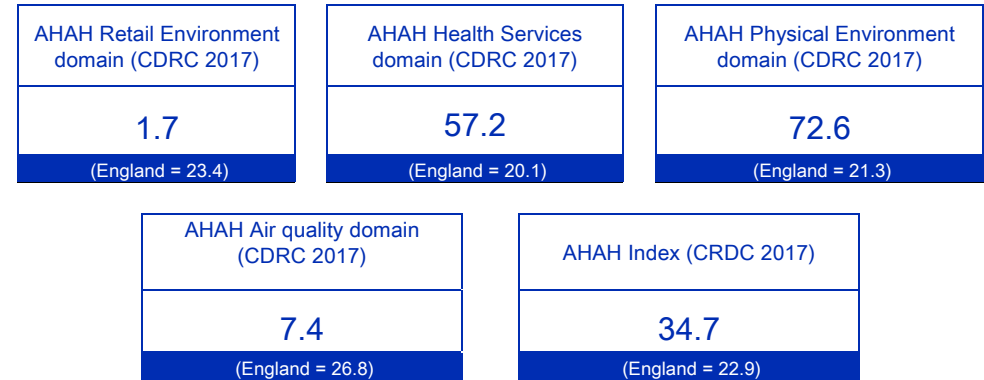 AHAH Retail Environment
domain (CDRC 2017)
1.7
(England = 23.4)
AHAH Health Services
domain (CDRC 2017)
57.2
(England = 20.1)
AHAH Physical Environment
domain (CDRC 2017)
72.6
(England = 21.3)
AHAH Air quality domain
(CDRC 2017)
7.4
(England = 26.8)
AHAH Index (CRDC 2017)
34.7
(England = 22.9)